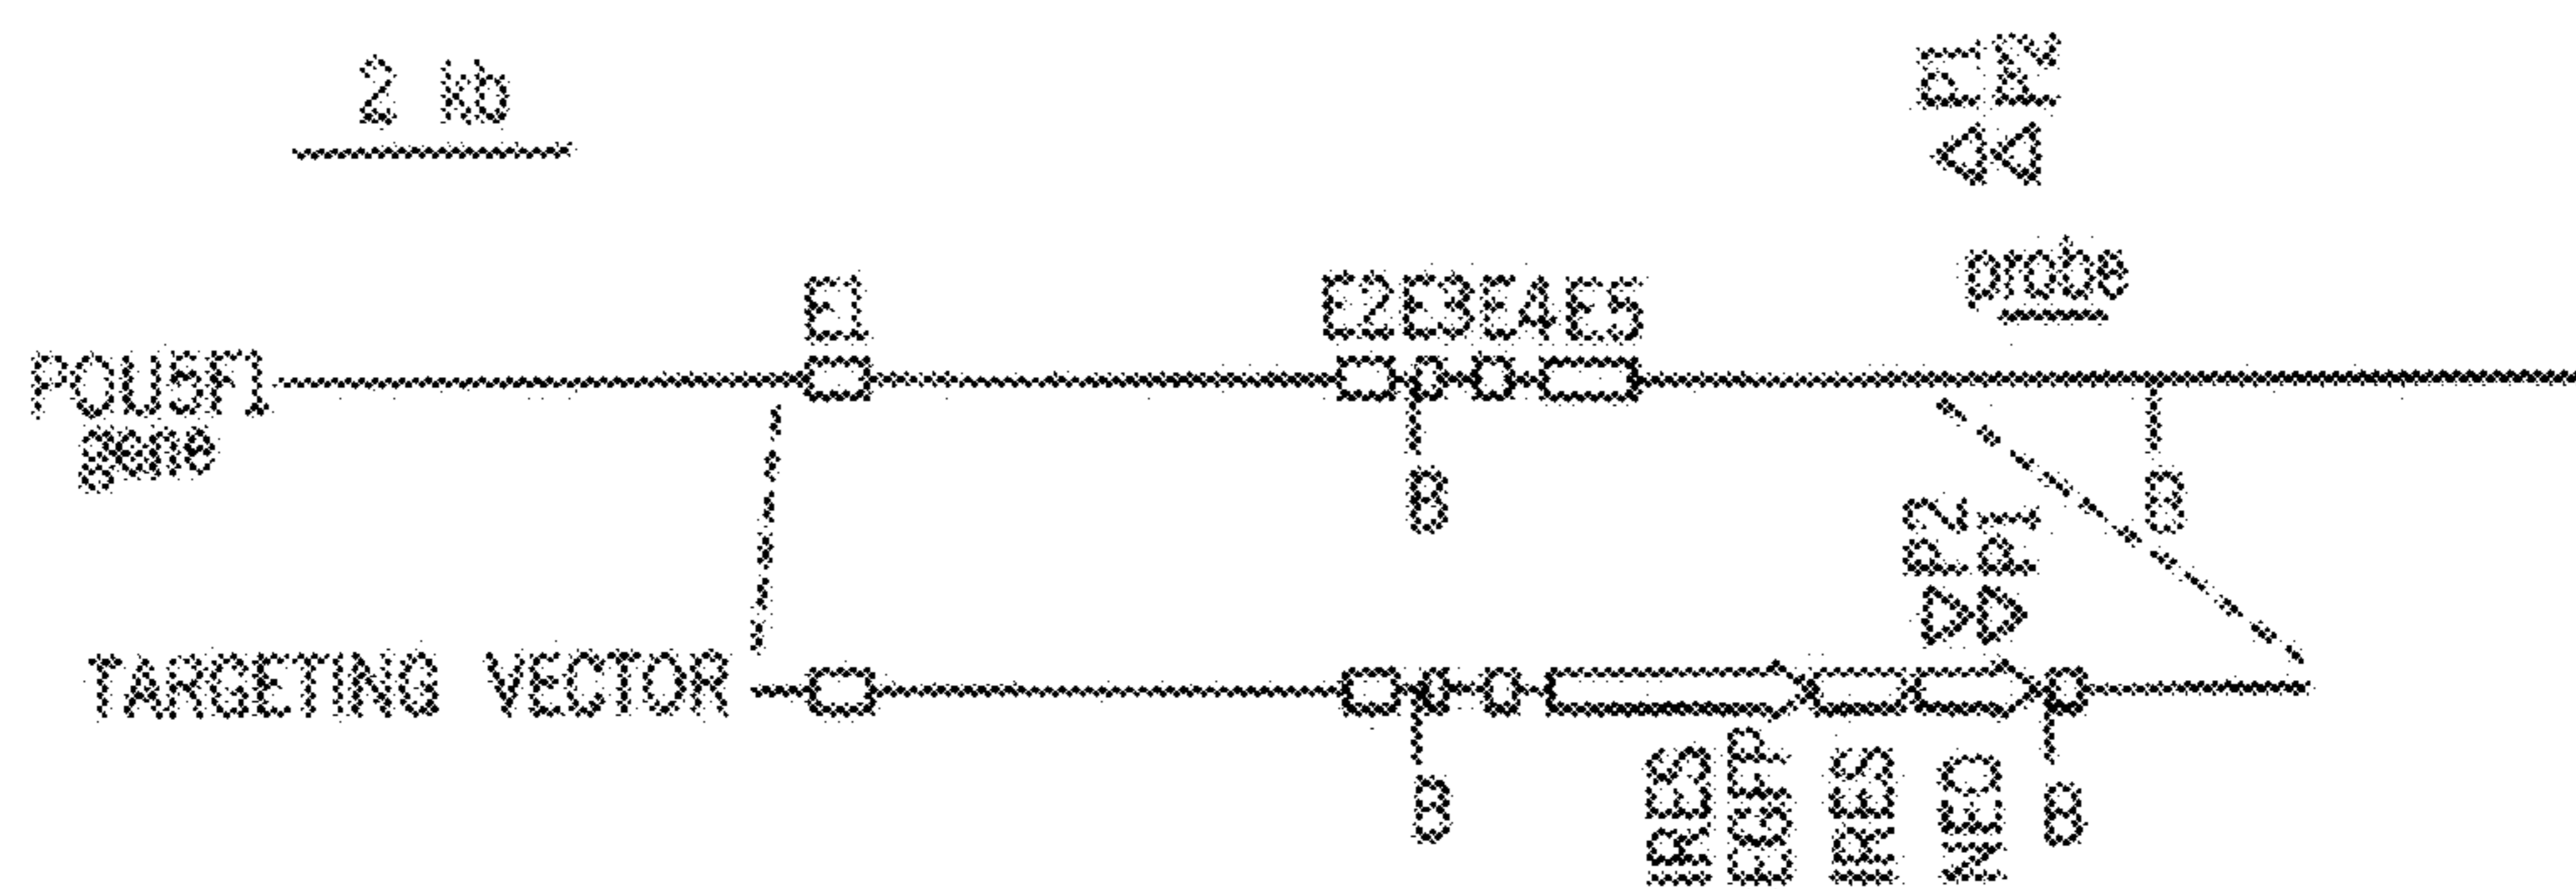 2 kb
P1
P2
probe
E1
E2E3E4E5
POU5F1
gene
B
B
P2
P1
TARGETING VECTOR
B
IRES
EGFP
IRES
NEO
B